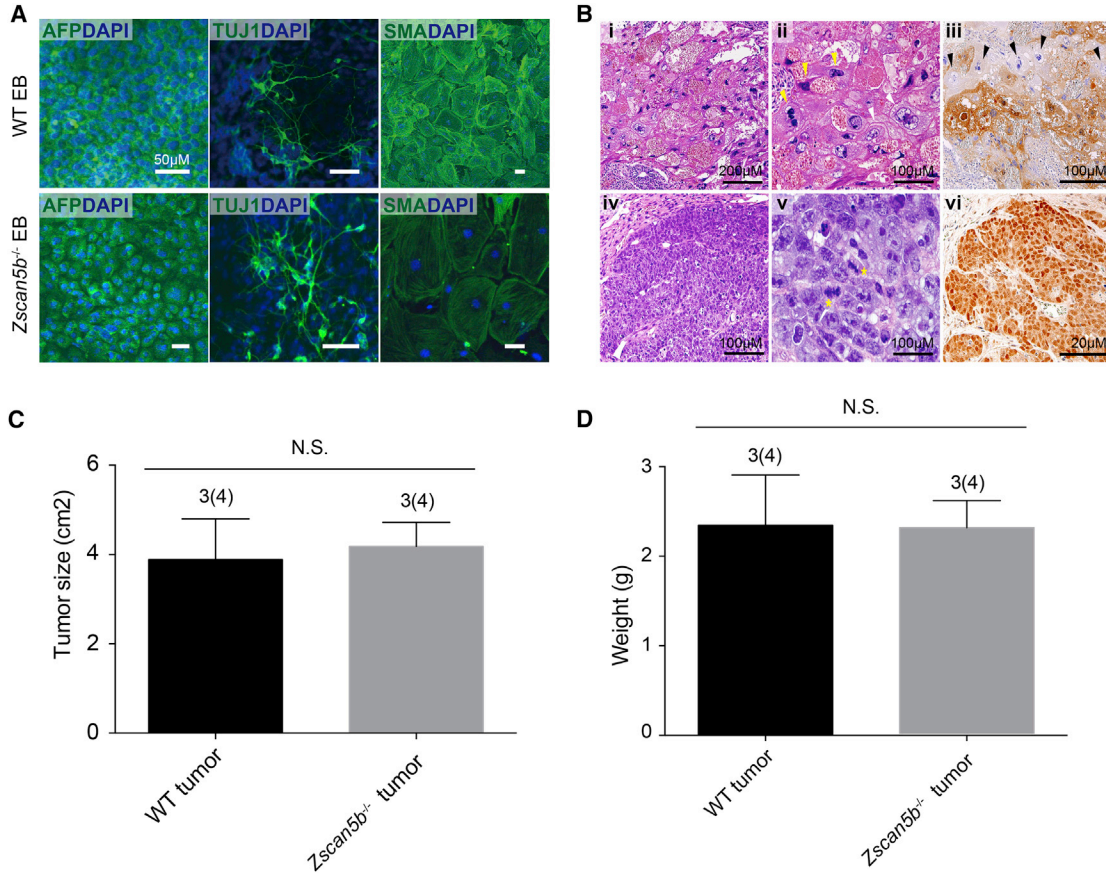 A
WT EB
AFPDAPI
TUJ1DAPI
SMADAPI
50μM
Zscan5b-/- EB
AFPDAPI
TUJ1DAPI
SMADAPI
B
i
ii
iii
200μM
100μM
100μM
iv
v
vi
100μM
100μM
20μM
C
N.S.
Tumor size (cm2)
6
4
2
0
3(4)
3(4)
WT tumor
Zscan5b-/- tumor
D
N.S.
Weight (g)
3
2
1
0
3(4)
3(4)
WT tumor
Zscan5b-/- tumor